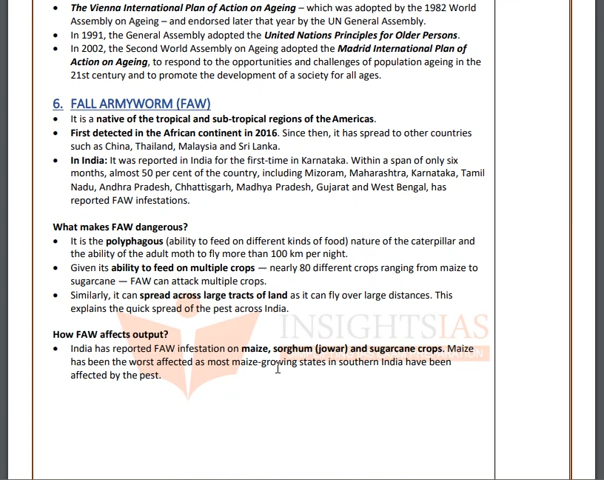 • The Vienna International Plan of Action on Ageing – which was adopted by the 1982 World
Assembly on Ageing – and endorsed later that year by the UN General Assembly.
• In 1991, the General Assembly adopted the United Nations Principles for Older Persons.
• In 2002, the Second World Assembly on Ageing adopted the Madrid International Plan of
Action on Ageing, to respond to the opportunities and challenges of population ageing in the
21st century and to promote the development of a society for all ages.
6. FALL ARMYWORM (FAW)
• It is a native of the tropical and sub-tropical regions of theAmericas.
• First detected in the African continent in 2016. Since then, it has spread to other countries
such as China, Thailand, Malaysia and Sri Lanka.
• In India: It was reported in India for the first-time in Karnataka. Within a span of only six
months, almost 50 per cent of the country, including Mizoram, Maharashtra, Karnataka, Tamil
Nadu, Andhra Pradesh, Chhattisgarh, Madhya Pradesh, Gujarat and West Bengal, has
reported FAW infestations.
What makes FAW dangerous?
• It is the polyphagous (ability to feed on different kinds of food) nature of the caterpillar and
the ability of the adult moth to fly more than 100 km per night.
• Given its ability to feed on multiple crops — nearly 80 different crops ranging from maize to
sugarcane — FAW can attack multiple crops.
• Similarly, it can spread across large tracts of land as it can fly over large distances. This
explains the quick spread of the pest across India.
INSIGHTSIAS
How FAW affects output?
• India has reported FAW infestation on maize, sorghum (jowar) and sugarcane crops. Maize
has been the worst affected as most maize-growing states in southern India have been
affected by the pest.